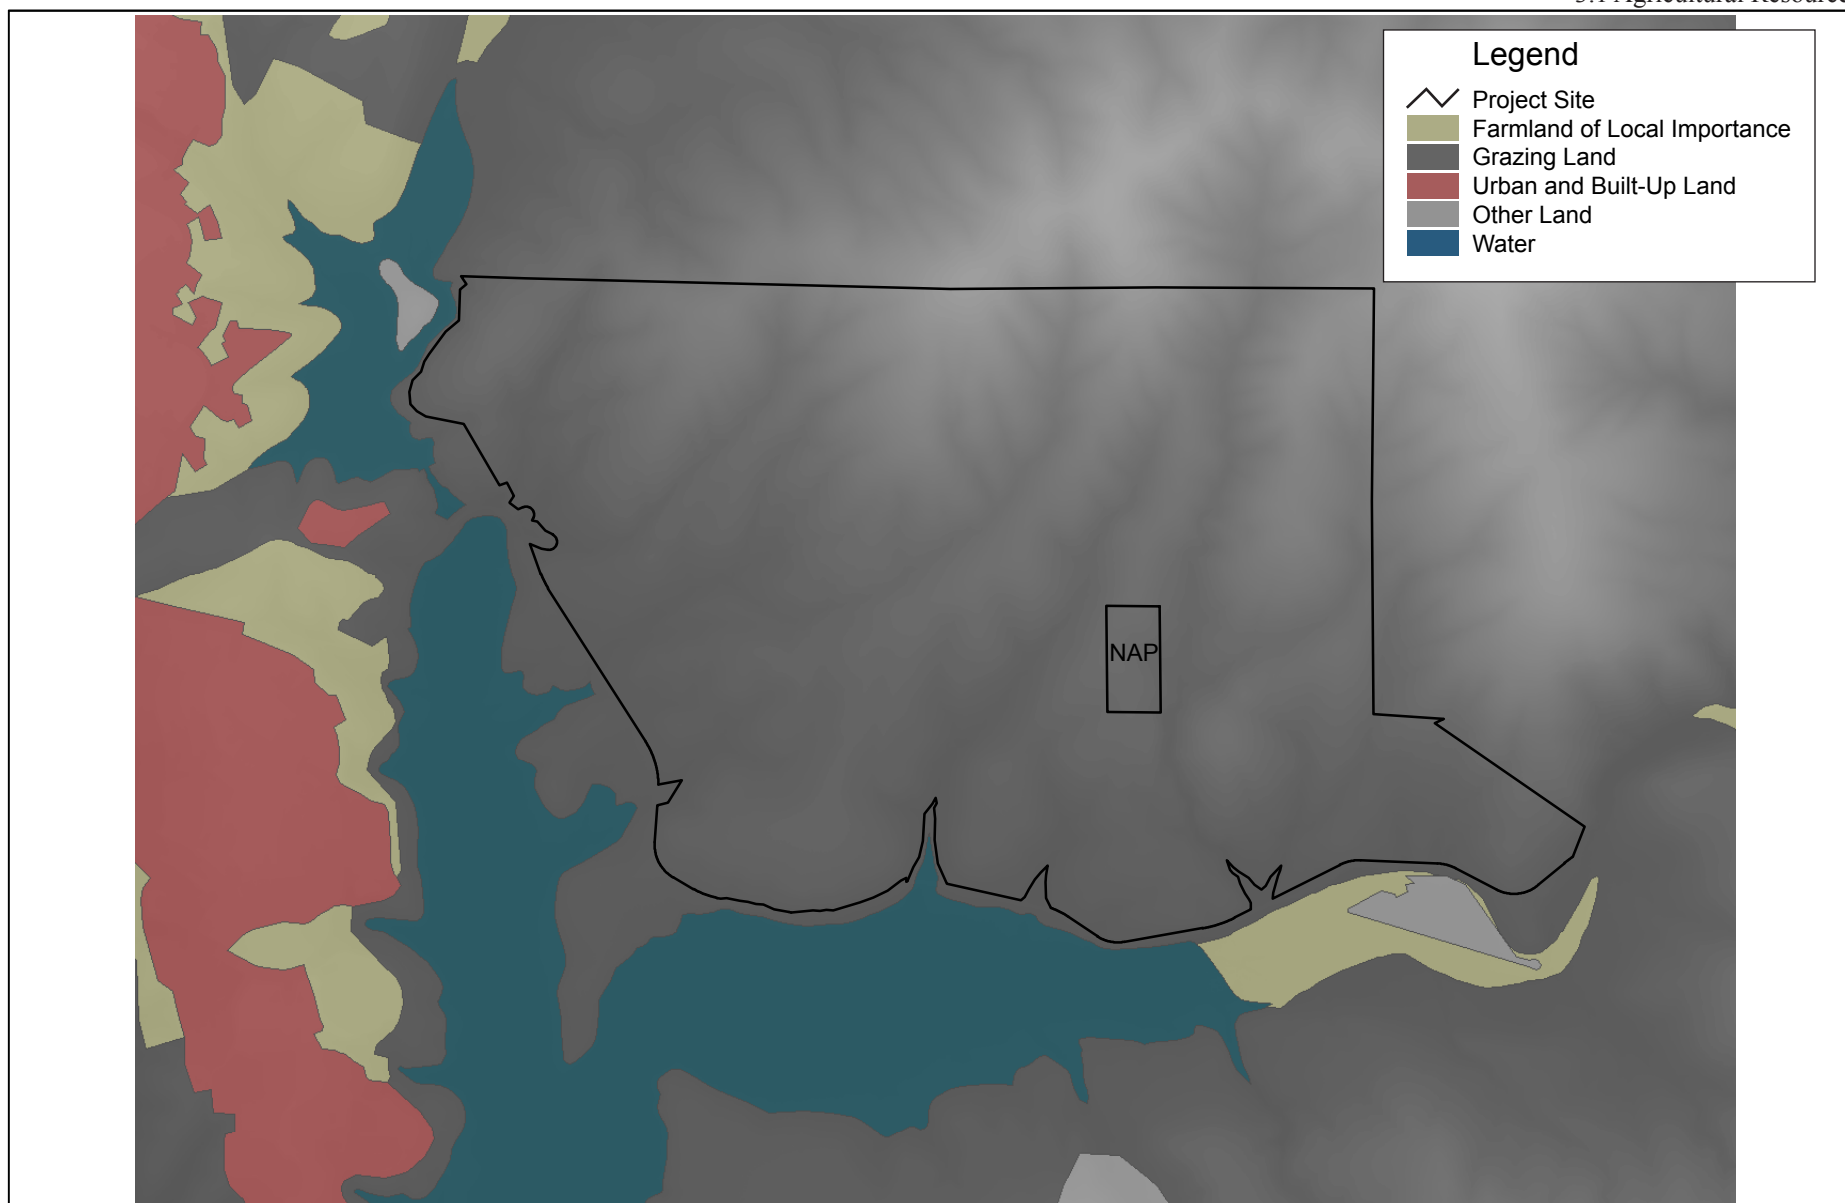 Legend
Project Site
Farmland of Local Importance
Grazing Land
Urban and Built-Up Land
Other Land
Water
NAP